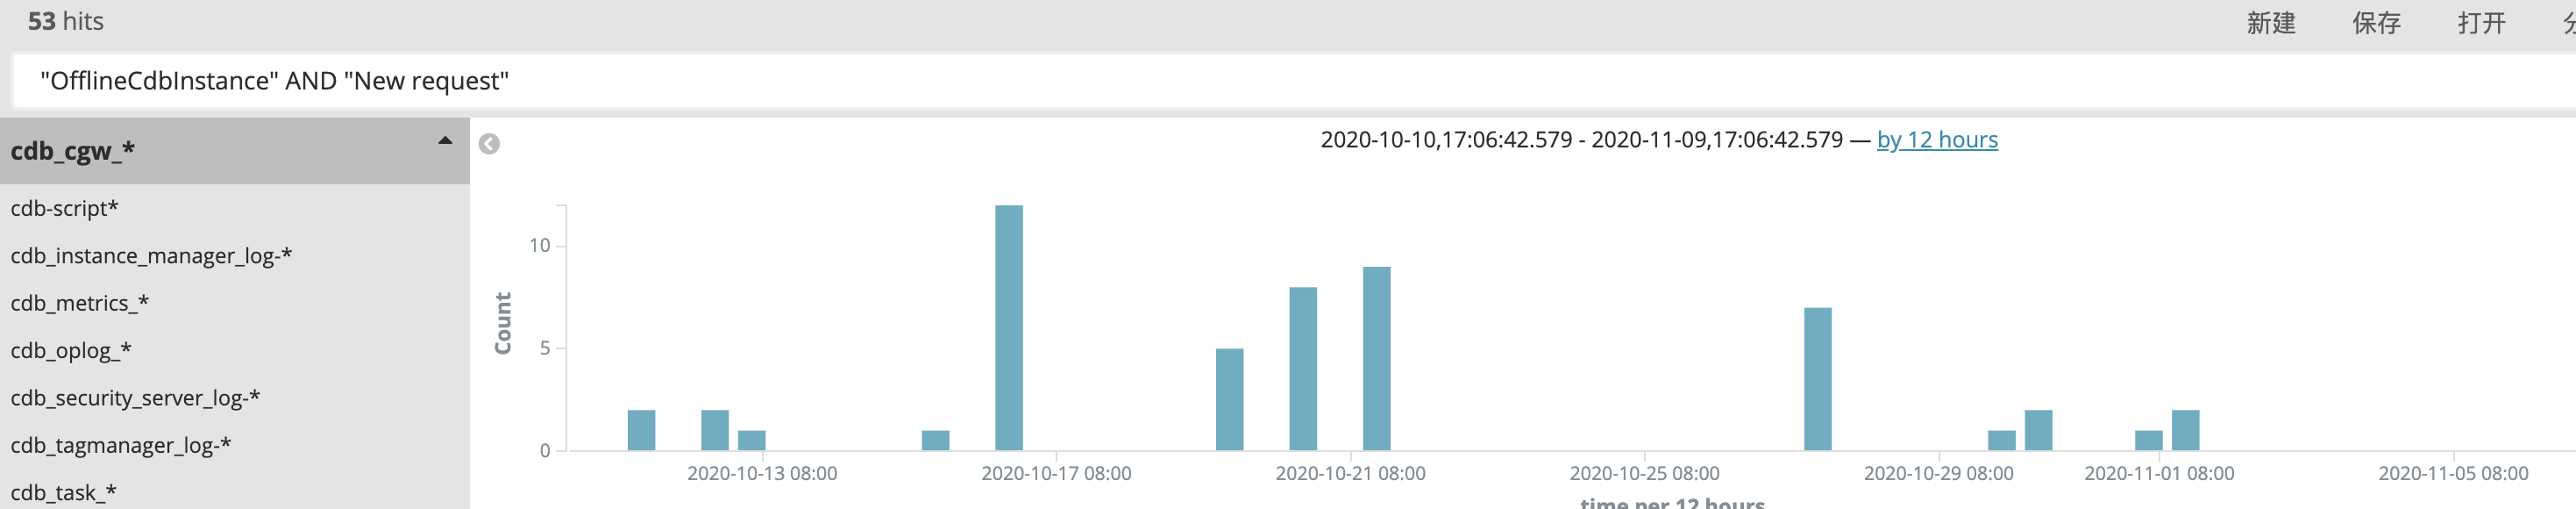 53 hits
新建 保存 打开
"OfflineCdbInstance" AND "New request"
cdb_cgw_*
cdb-script*
cdb_instance_manager_log-*
cdb_metrics_*
cdb_oplog_*
cdb_security_server_log-*
cdb_tagmanager_log-*
cdb_task_*
2020-10-10,17:06:42.579 - 2020-11-09,17:06:42.579 — by 12 hours
Count
10
5
0
2020-10-13 08:00 2020-10-17 08:00 2020-10-21 08:00 2020-10-25 08:00 2020-10-29 08:00 2020-11-01 08:00 2020-11-05 08:00
time per 12 hours